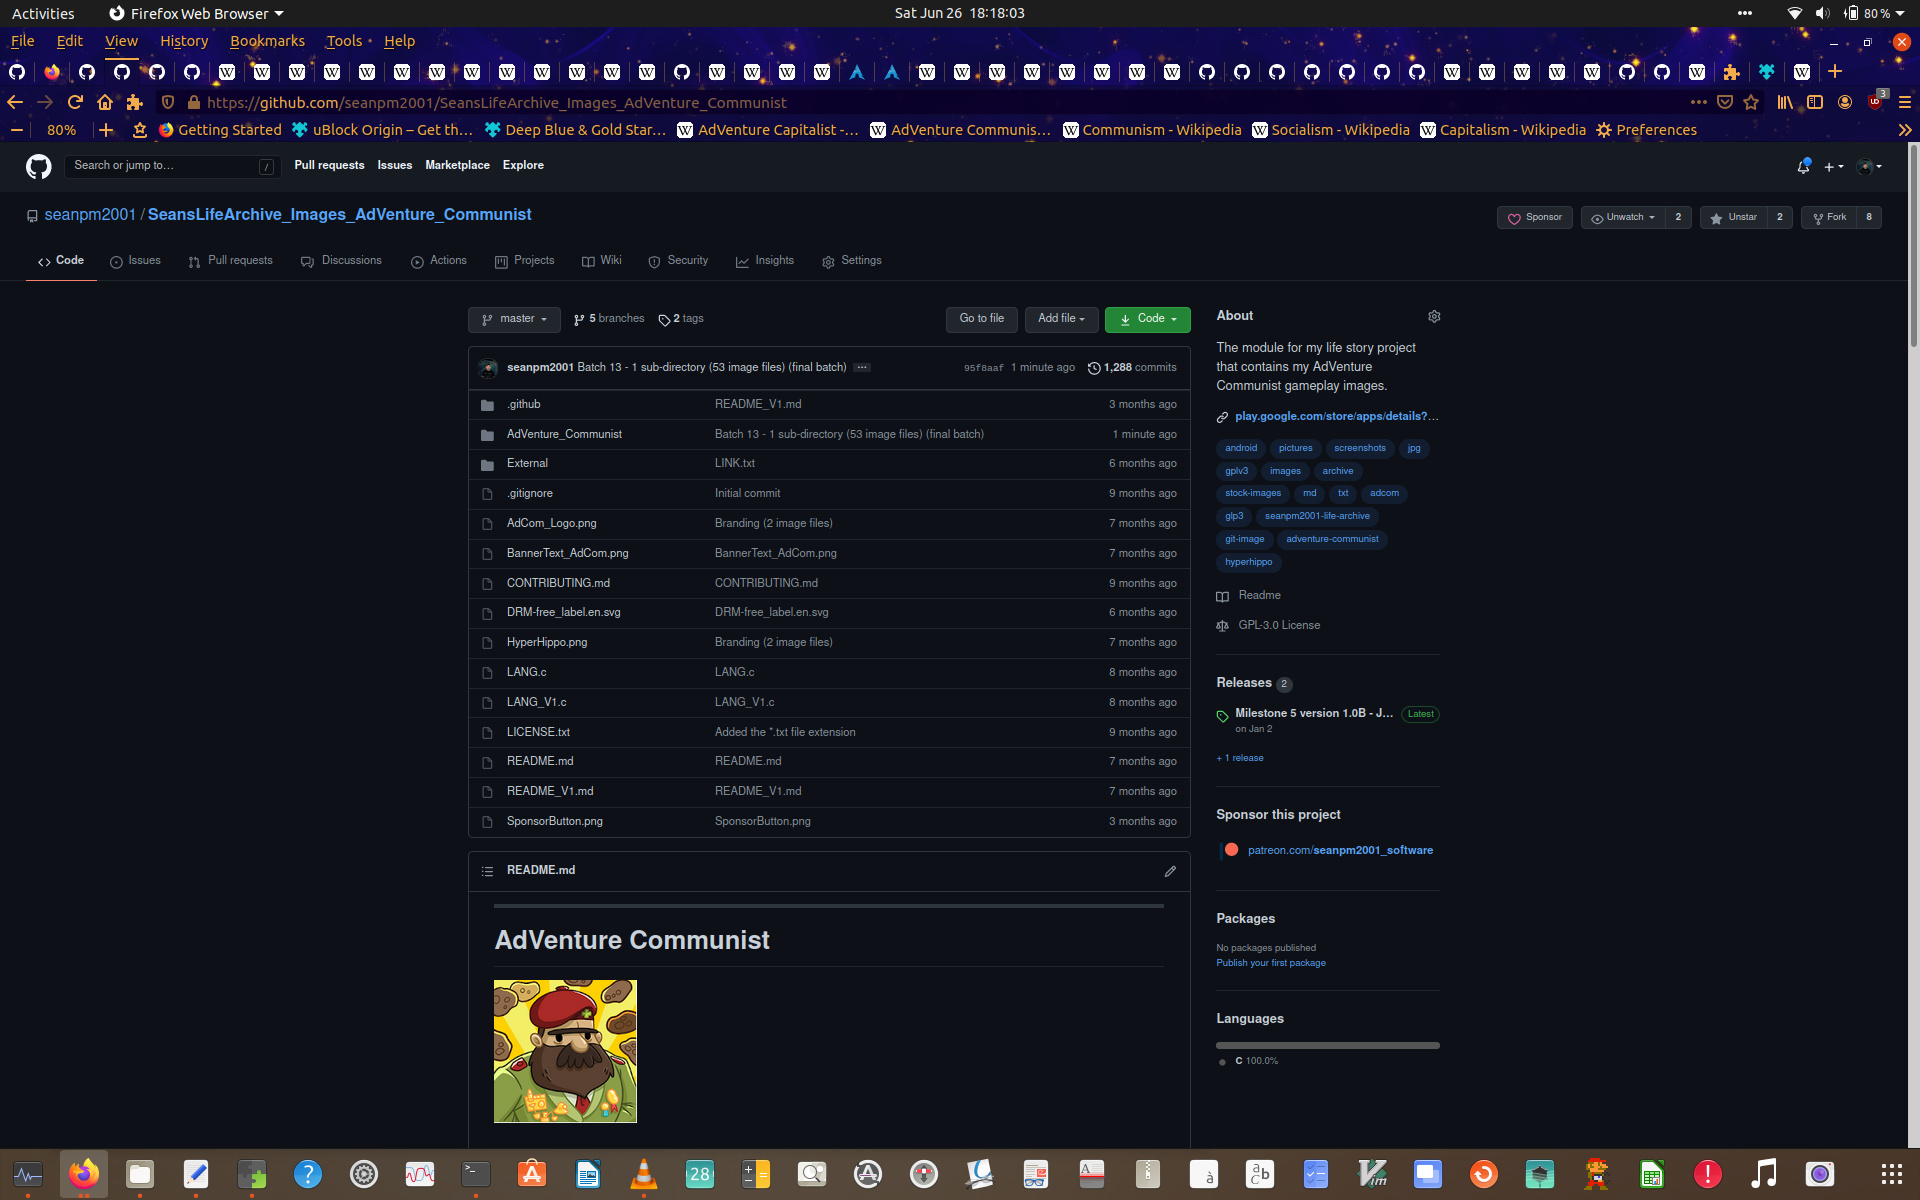 Activities Firefox Web Browser Sat Jun 26 18:18:03 80 %
File Edit View History Bookmarks Tools Help
https://github.com/seanpm2001/SeansLifeArchive_Images_AdVenture_Communist 3
80% Getting Started uBlock Origin – Get th… Deep Blue & Gold Star… AdVenture Capitalist -… AdVenture Communis… Communism - Wikipedia Socialism - Wikipedia Capitalism - Wikipedia Preferences
Search or jump to… / Pull requests Issues Marketplace Explore
seanpm2001 / SeansLifeArchive_Images_AdVenture_Communist Sponsor Unwatch 2 Unstar 2 Fork 8
Code Issues Pull requests Discussions Actions Projects Wiki Security Insights Settings
master 5 branches 2 tags Go to file Add file Code
seanpm2001 Batch 13 - 1 sub-directory (53 image files) (final batch) … 95f8aaf 1 minute ago 1,288 commits
.github README_V1.md 3 months ago
AdVenture_Communist Batch 13 - 1 sub-directory (53 image files) (final batch) 1 minute ago
External LINK.txt 6 months ago
.gitignore Initial commit 9 months ago
AdCom_Logo.png Branding (2 image files) 7 months ago
BannerText_AdCom.png BannerText_AdCom.png 7 months ago
CONTRIBUTING.md CONTRIBUTING.md 9 months ago
DRM-free_label.en.svg DRM-free_label.en.svg 6 months ago
HyperHippo.png Branding (2 image files) 7 months ago
LANG.c LANG.c 8 months ago
LANG_V1.c LANG_V1.c 8 months ago
LICENSE.txt Added the *.txt file extension 9 months ago
README.md README.md 7 months ago
README_V1.md README_V1.md 7 months ago
SponsorButton.png SponsorButton.png 3 months ago
README.md
AdVenture Communist
About
The module for my life story project
that contains my AdVenture
Communist gameplay images.
play.google.com/store/apps/details?…
android pictures screenshots jpg
gplv3 images archive
stock-images md txt adcom
glp3 seanpm2001-life-archive
git-image adventure-communist
hyperhippo
Readme
GPL-3.0 License
Releases 2
Milestone 5 version 1.0B - J… Latest
on Jan 2
+ 1 release
Sponsor this project
patreon.com/seanpm2001_software
Packages
No packages published
Publish your first package
Languages
C 100.0%
28